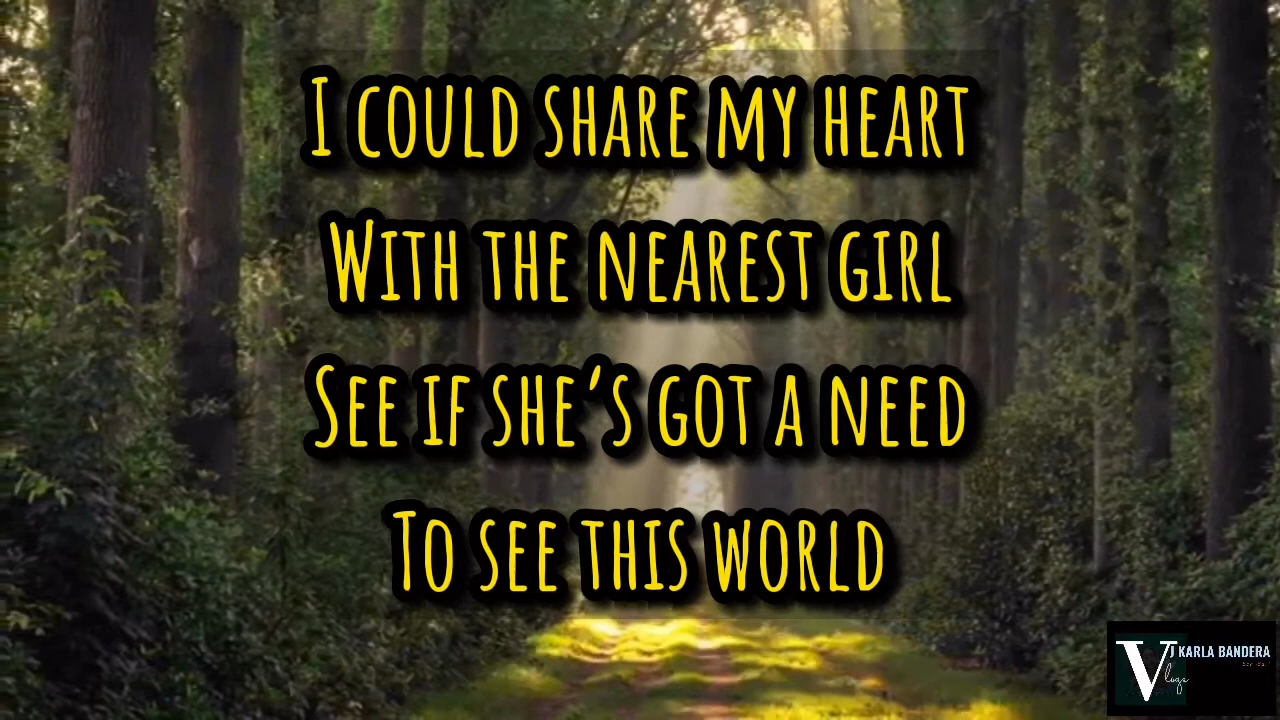 I could share my heart
With the nearest girl
See if she's got a need
To see this world
VJ KARLA BANDERA
Vlogs